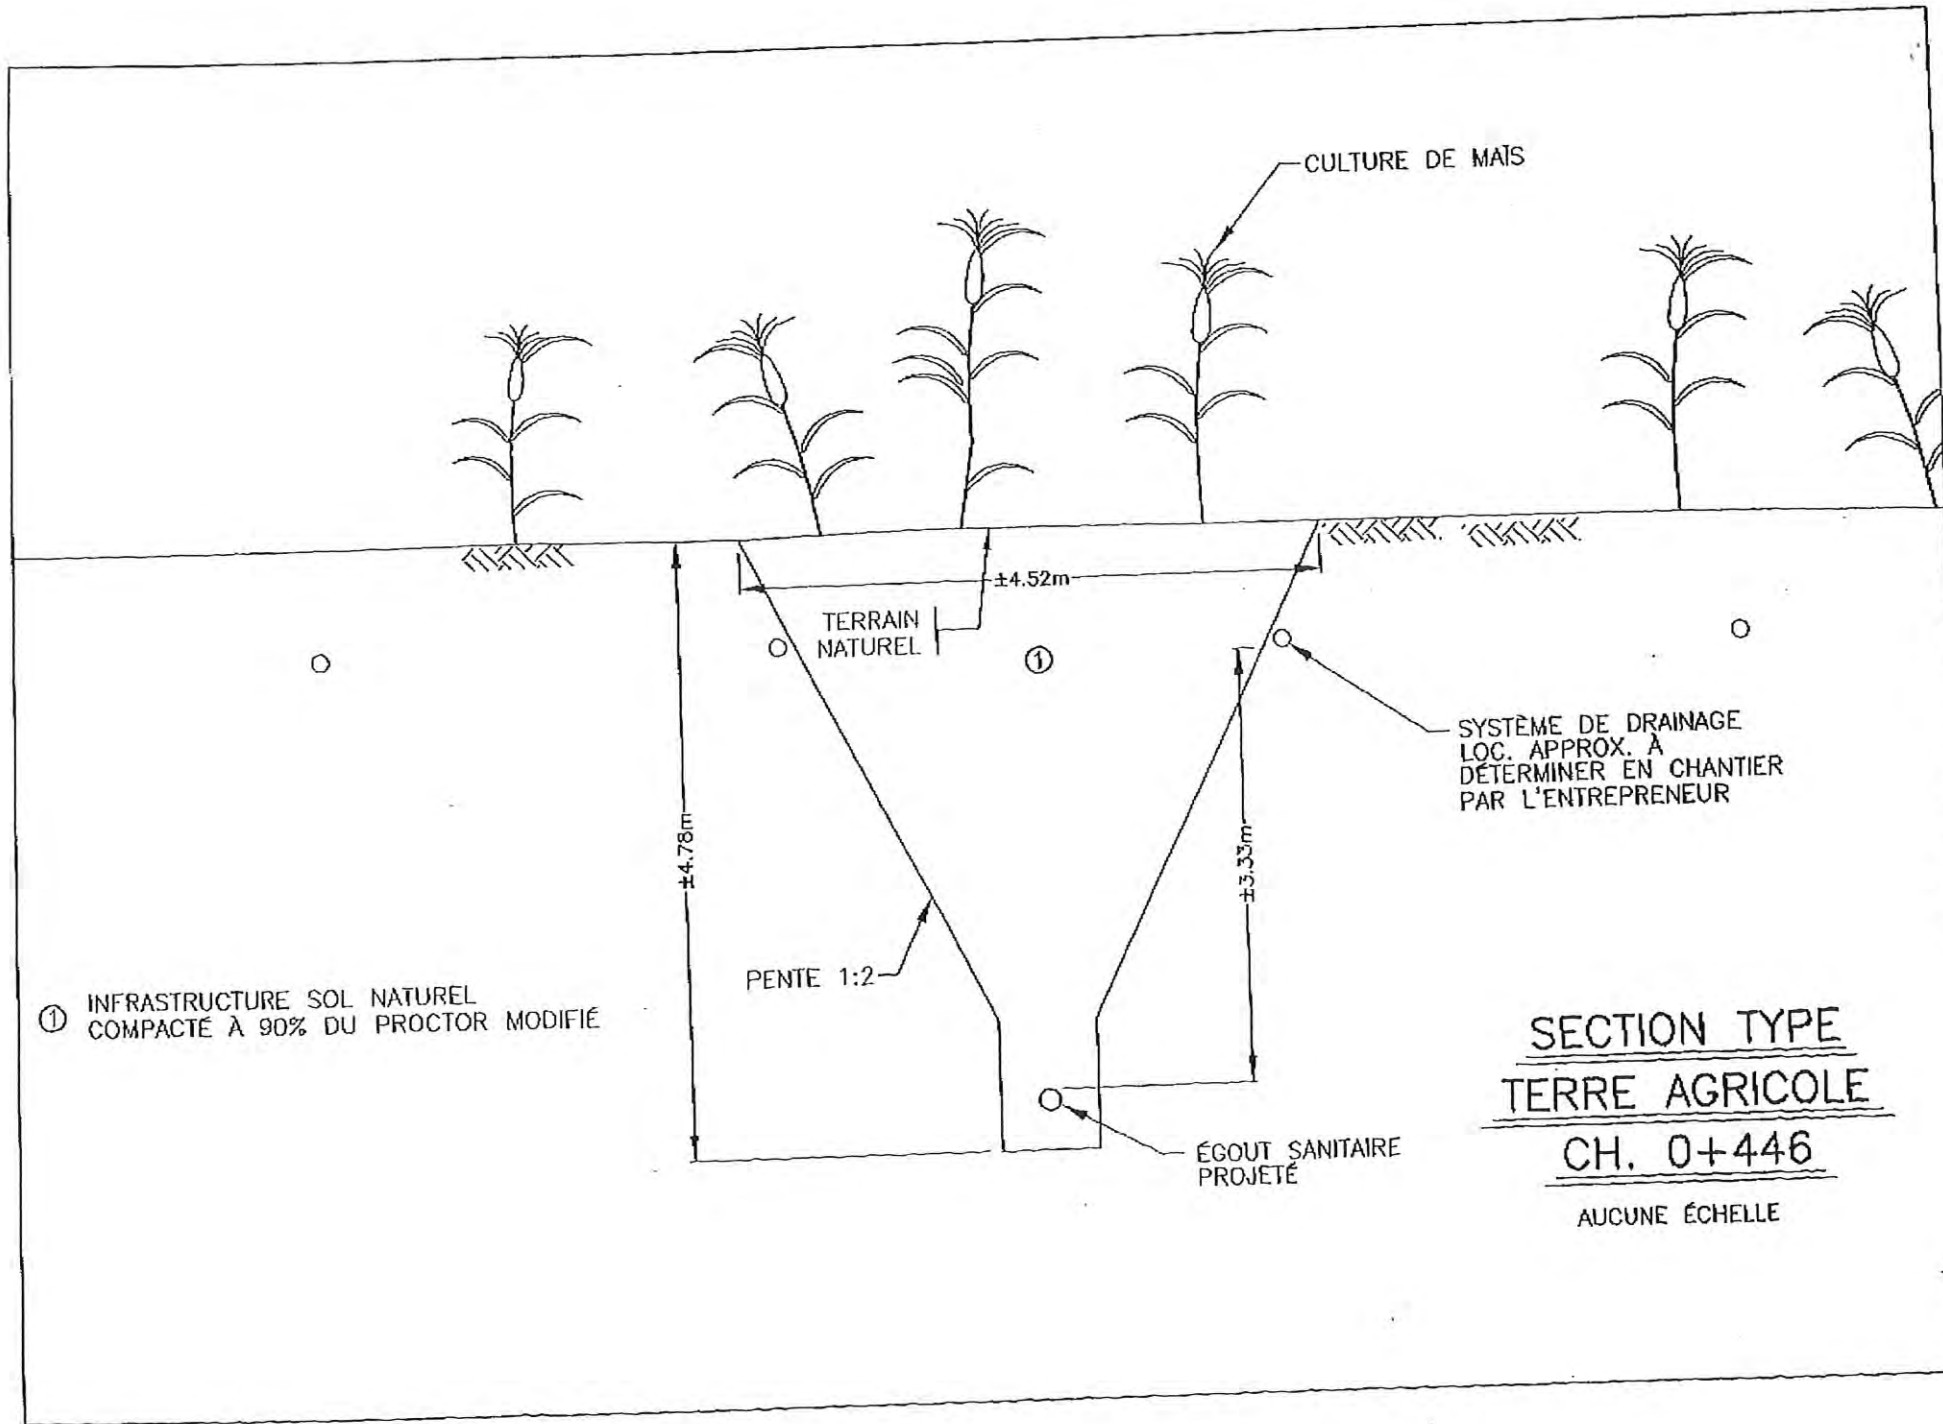 CULTURE DE MAÏS
±4.52m
TERRAIN
NATUREL
①
SYSTÈME DE DRAINAGE
LOC. APPROX. À
DÉTERMINER EN CHANTIER
PAR L'ENTREPRENEUR
±4.78m
±3.33m
PENTE 1:2
① INFRASTRUCTURE SOL NATUREL
COMPACTÉ À 90% DU PROCTOR MODIFIÉ
ÉGOUT SANITAIRE
PROJETÉ
SECTION TYPE
TERRE AGRICOLE
CH. 0+446
AUCUNE ÉCHELLE